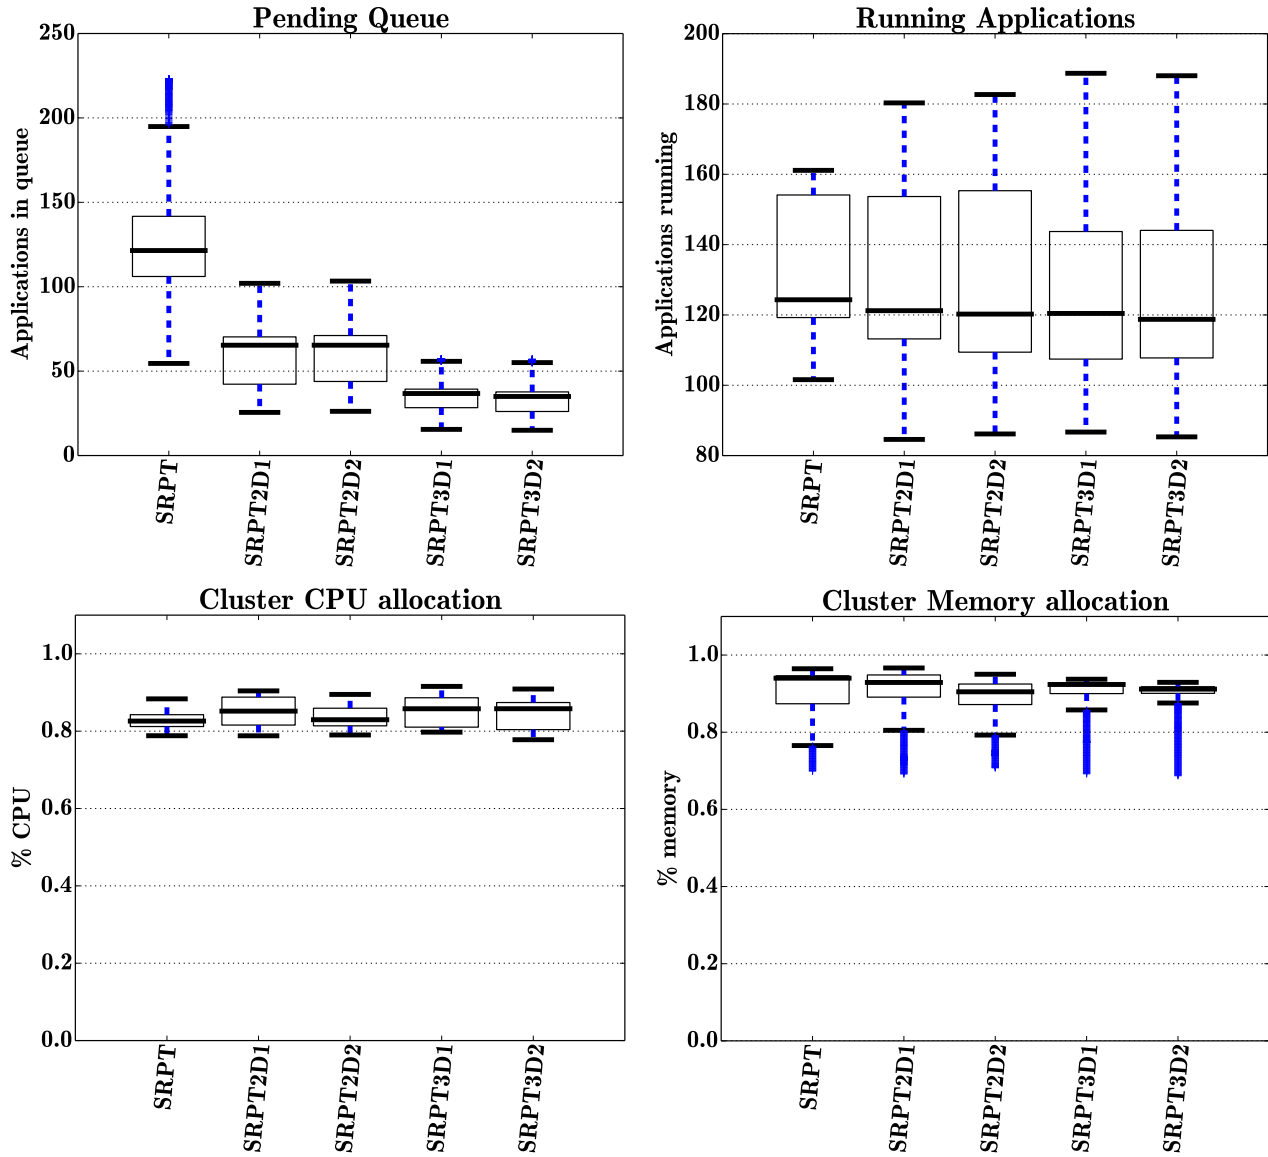 Pending Queue
Applications in queue
250
200
150
100
50
0
SRPT
SRPT2D1
SRPT2D2
SRPT3D1
SRPT3D2
Running Applications
Applications running
200
180
160
140
120
100
80
SRPT
SRPT2D1
SRPT2D2
SRPT3D1
SRPT3D2
Cluster CPU allocation
% CPU
1.0
0.8
0.6
0.4
0.2
0.0
SRPT
SRPT2D1
SRPT2D2
SRPT3D1
SRPT3D2
Cluster Memory allocation
% memory
1.0
0.8
0.6
0.4
0.2
0.0
SRPT
SRPT2D1
SRPT2D2
SRPT3D1
SRPT3D2